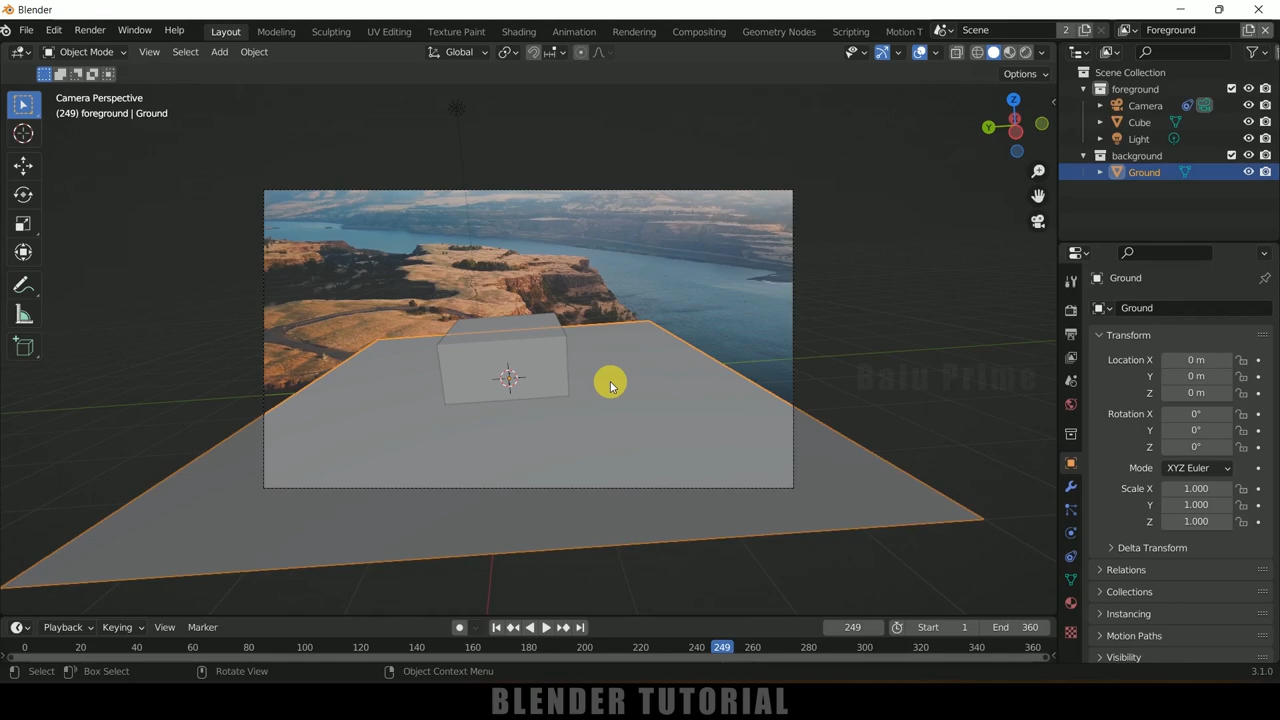 Blender
File Edit Render Window Help Layout Modeling Sculpting UV Editing Texture Paint Shading Animation Rendering Compositing Geometry Nodes Scripting Motion T Scene 2 Foreground
Object Mode View Select Add Object Global
Options
Camera Perspective
(249) foreground | Ground
Z
Y
Scene Collection
foreground
Camera
Cube
Light
background
Ground
Ground
Ground
Transform
Location X 0 m
Y 0 m
Z 0 m
Rotation X 0°
Y 0°
Z 0°
Mode XYZ Euler
Scale X 1.000
Y 1.000
Z 1.000
Delta Transform
Relations
Collections
Instancing
Motion Paths
Visibility
Balu Prime
Playback Keying View Marker 249 Start 1 End 360
0 20 40 60 80 100 120 140 160 180 200 220 240 249 260 280 300 320 340 360
Select Box Select Rotate View Object Context Menu 3.1.0
BLENDER TUTORIAL